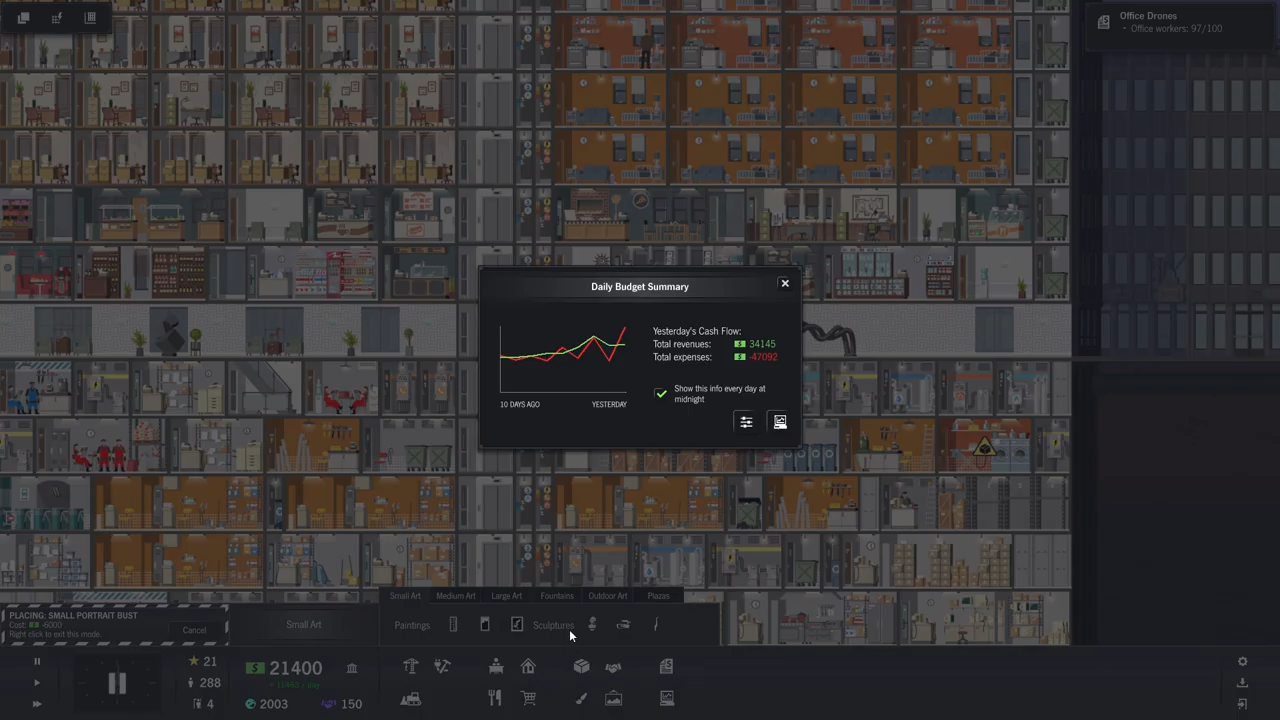 Office Drones
Office workers: 97/100
Daily Budget Summary
Yesterday's Cash Flow:
Total revenues: 34145
Total expenses: -47092
Show this info every day at
midnight
10 DAYS AGO YESTERDAY
Small Art Medium Art Large Art Fountains Outdoor Art Plazas
PLACING: SMALL PORTRAIT BUST
Cost: -6000
Right click to exit this mode.
Cancel
Small Art
Paintings
Sculptures
21
288
4
21400
2003
150